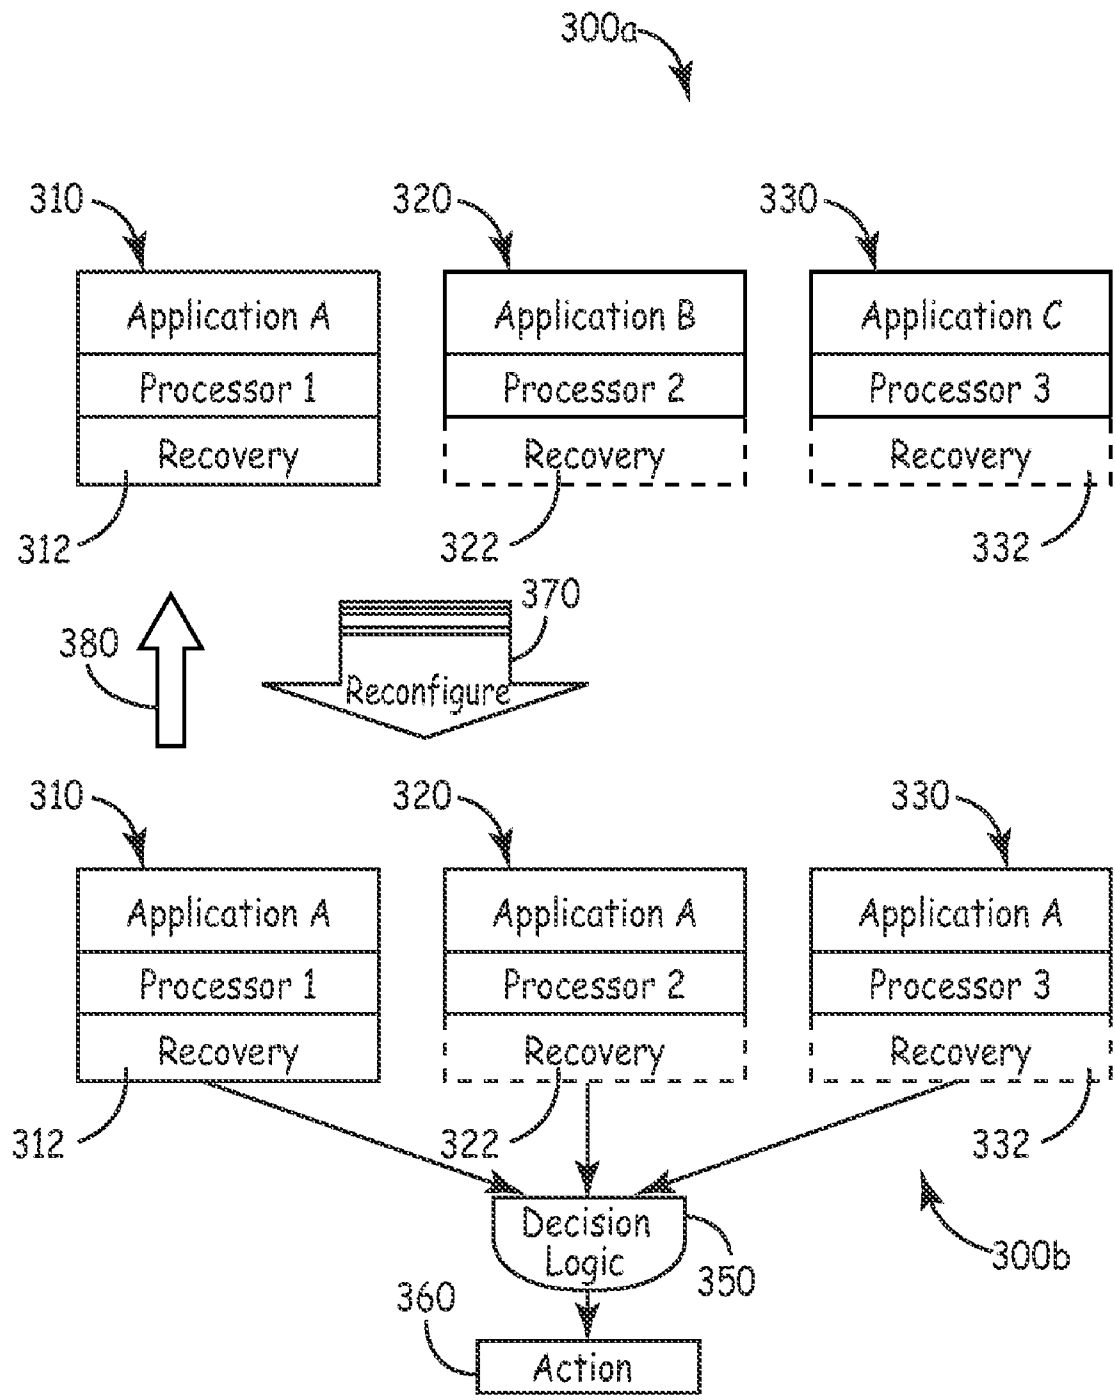 300a
310
320
330
Application A
Application B
Application C
Processor 1
Processor 2
Processor 3
Recovery
Recovery
Recovery
312
322
332
370
380
Reconfigure
310
320
330
Application A
Application A
Application A
Processor 1
Processor 2
Processor 3
Recovery
Recovery
Recovery
312
322
332
Decision
Logic
350
300b
360
Action